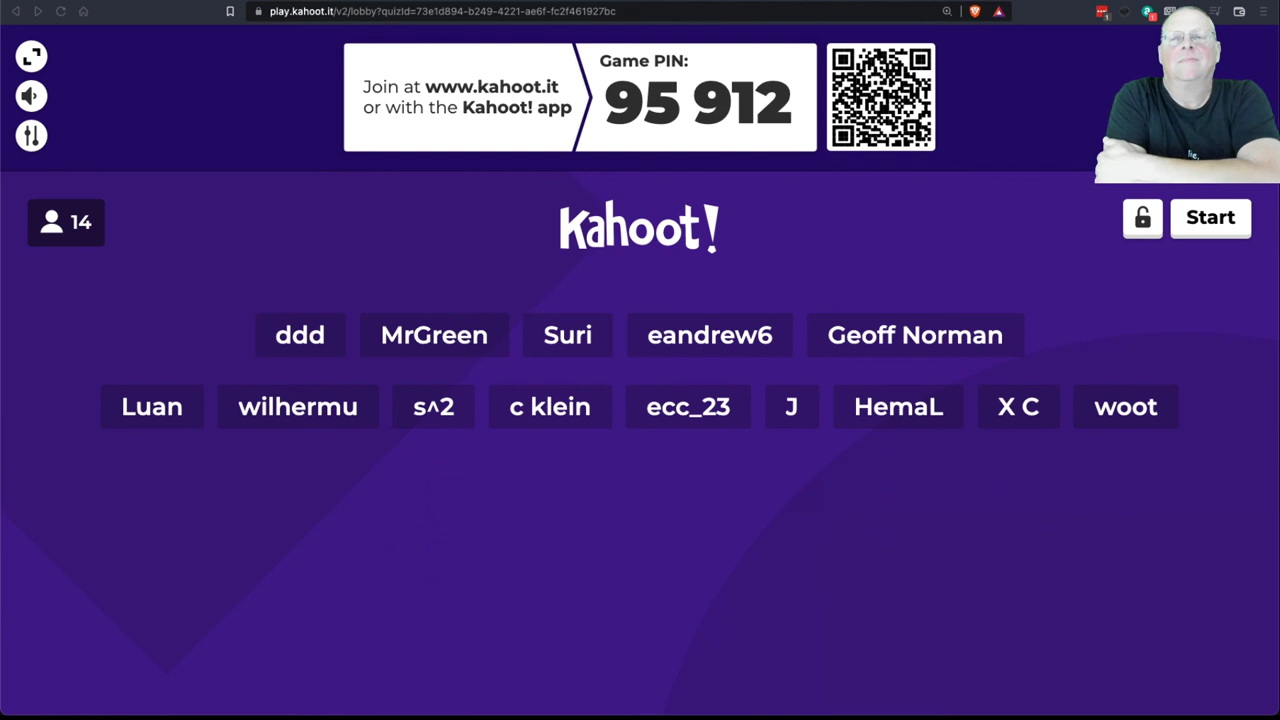 play.kahoot.it/v2/lobby?quizId=73e1d894-b249-4221-ae6f-fc2f461927bc
Join at www.kahoot.it
or with the Kahoot! app
Game PIN:
95 912
14
Kahoot!
Start
ddd MrGreen Suri eandrew6 Geoff Norman
Luan wilhermu s^2 c klein ecc_23 J HemaL X C woot